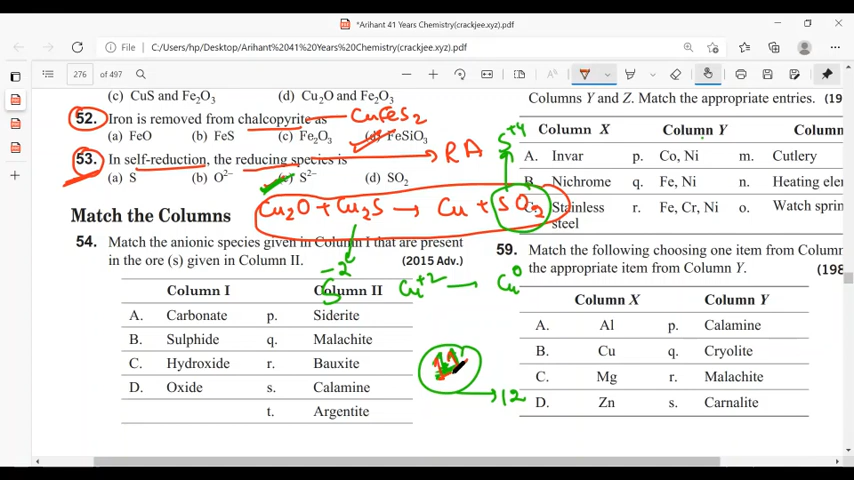 *Arihant 41 Years Chemistry(crackjee.xyz).pdf
File | C:/Users/hp/Desktop/Arihant%2041%20Years%20Chemistry(crackjee.xyz).pdf
276 of 497
(c) CuS and Fe₂O₃ (d) Cu₂O and Fe₂O₃
52. Iron is removed from chalcopyrite as CuFeS₂
(a) FeO (b) FeS (c) Fe₂O₃ (d) FeSiO₃
53. In self-reduction, the reducing species is RA
(a) S (b) O²⁻ (c) S²⁻ (d) SO₂
Cu₂O + Cu₂S → Cu + SO₂
S⁺⁴
Match the Columns
54. Match the anionic species given in Column I that are present
in the ore (s) given in Column II. (2015 Adv.)
-2
S
Cu⁺² → Cu⁰
Column I Column II
A. Carbonate p. Siderite
B. Sulphide q. Malachite
C. Hydroxide r. Bauxite
D. Oxide s. Calamine
t. Argentite
→ 12
Columns Y and Z. Match the appropriate entries. (19
Column X Column Y Colum
A. Invar p. Co, Ni m. Cutlery
B. Nichrome q. Fe, Ni n. Heating ele
C. Stainless r. Fe, Cr, Ni o. Watch sprin
steel
59. Match the following choosing one item from Colum
the appropriate item from Column Y. (198
Column X Column Y
A. Al p. Calamine
B. Cu q. Cryolite
C. Mg r. Malachite
D. Zn s. Carnalite